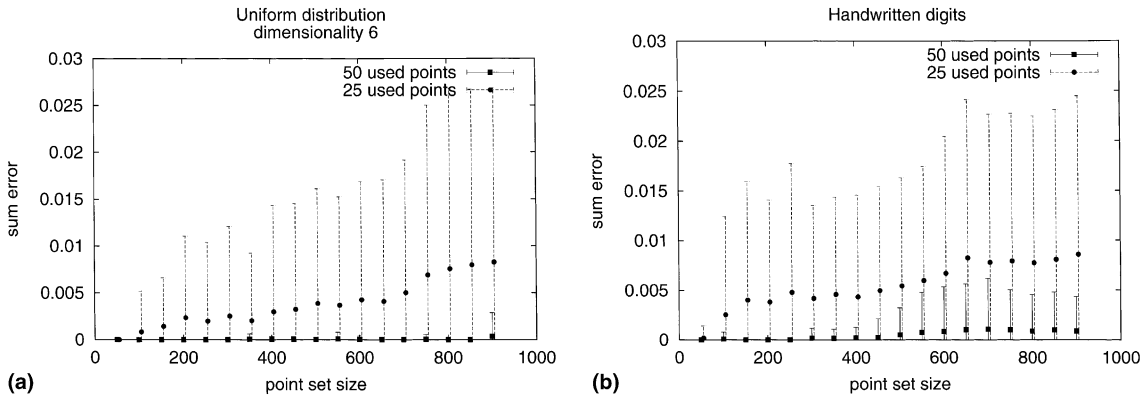 Uniform distribution
dimensionality 6
0.03
0.025
0.02
0.015
0.01
0.005
0
sum error
50 used points
25 used points
0
200
400
600
800
1000
point set size
(a)
Handwritten digits
0.03
0.025
0.02
0.015
0.01
0.005
0
sum error
50 used points
25 used points
0
200
400
600
800
1000
point set size
(b)